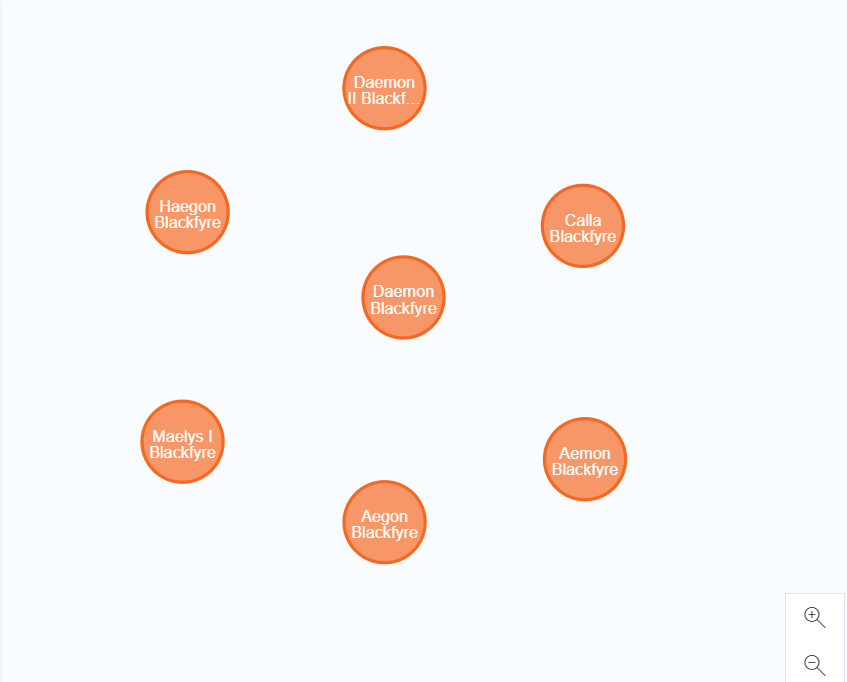 Daemon
II Blackf...
Haegon
Blackfyre
Calla
Blackfyre
Daemon
Blackfyre
Maelys I
Blackfyre
Aemon
Blackfyre
Aegon
Blackfyre